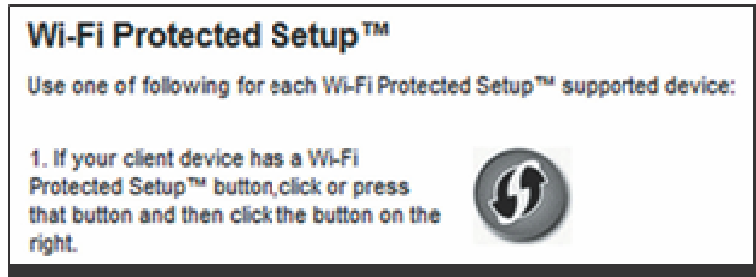 Wi-Fi Protected Setup™
Use one of following for each Wi-Fi Protected Setup™ supported device:
1. If your client device has a Wi-Fi
Protected Setup™ button,click or press
that button and then click the button on the
right.